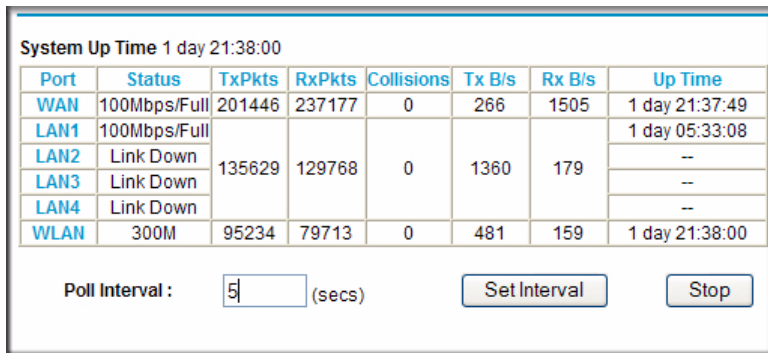 System Up Time 1 day 21:38:00
Port Status TxPkts RxPkts Collisions Tx B/s Rx B/s Up Time
WAN 100Mbps/Full 201446 237177 0 266 1505 1 day 21:37:49
LAN1 100Mbps/Full 135629 129768 0 1360 179 1 day 05:33:08
LAN2 Link Down --
LAN3 Link Down --
LAN4 Link Down --
WLAN 300M 95234 79713 0 481 159 1 day 21:38:00
Poll Interval : 5 (secs) Set Interval Stop